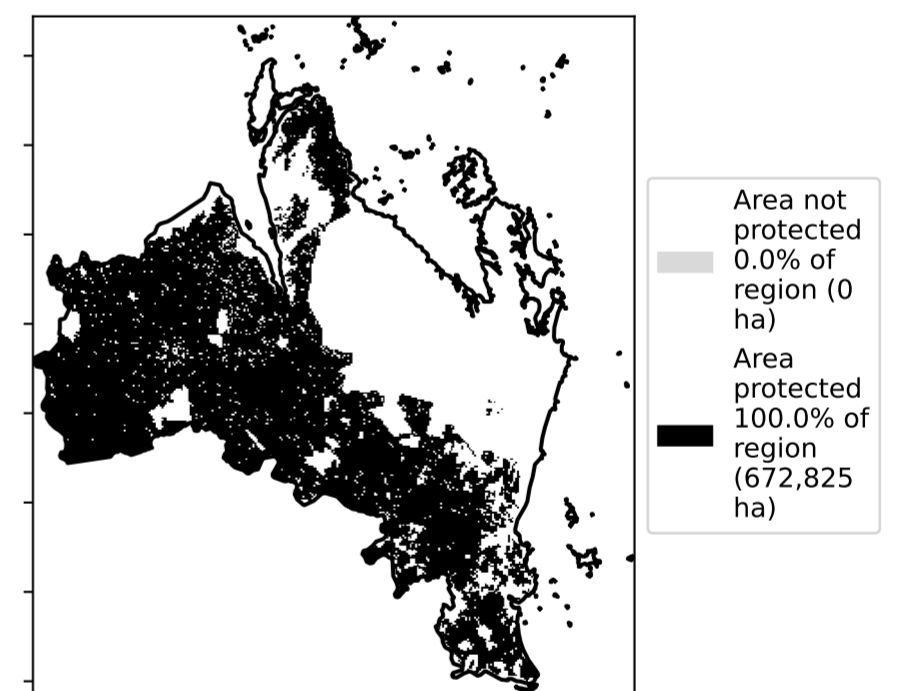 Area not
protected
0.0% of
region (0
ha)
Area
protected
100.0% of
region
(672,825
ha)